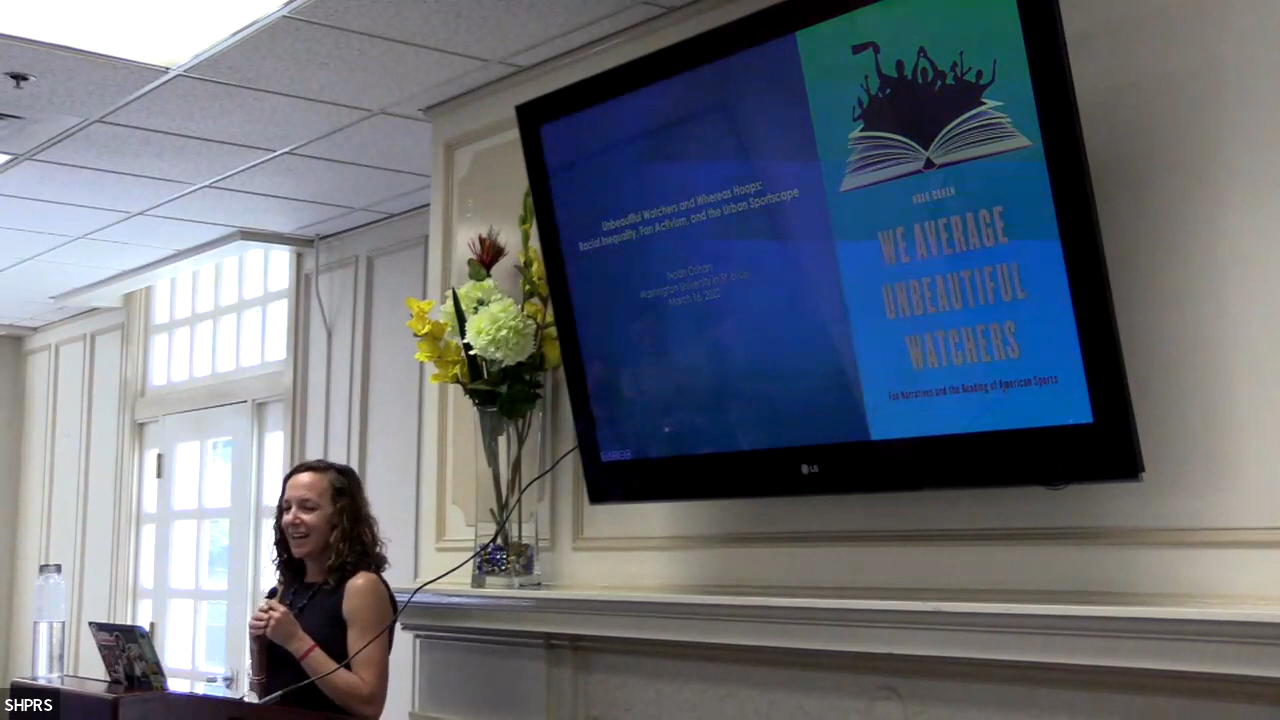 Unbeautiful Watchers and Whereas Hoops:
Racial Inequality, Fan Activism, and the Urban Sportscape
Noah Cohan
Washington University in St. Louis
March 16, 2022
NOAH COHAN
WE AVERAGE
UNBEAUTIFUL
WATCHERS
Fan Narratives and the Reading of American Sports
LG
SHPRS